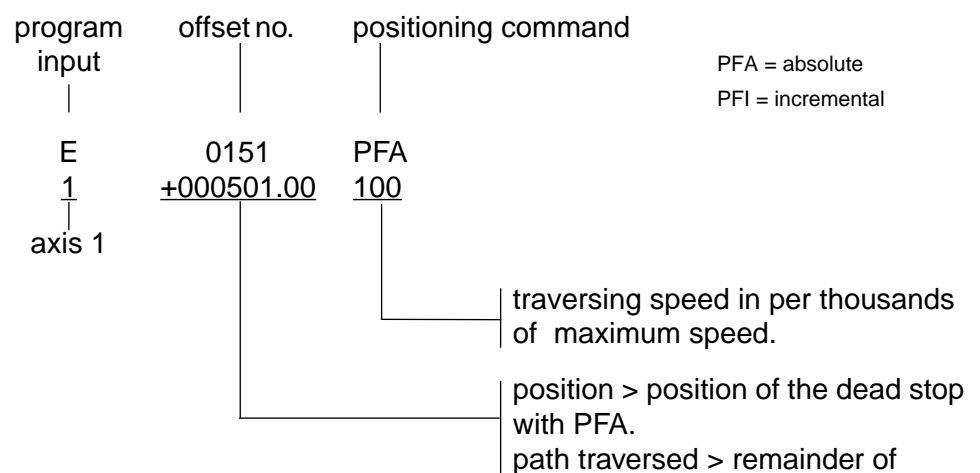 program offset no. positioning command
input
PFA = absolute
PFI = incremental
E 0151 PFA
1 +000501.00 100
axis 1
traversing speed in per thousands
of maximum speed.
position > position of the dead stop
with PFA.
path traversed > remainder of